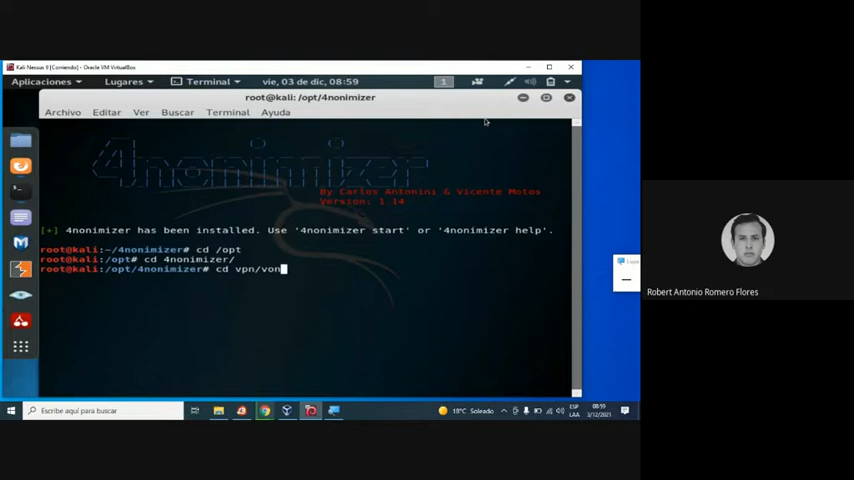 Kali Nessus II [Corriendo] - Oracle VM VirtualBox
Aplicaciones Lugares Terminal vie, 03 de dic, 08:59 1
root@kali: /opt/4nonimizer
Archivo Editar Ver Buscar Terminal Ayuda
4nonimizer
By Carlos Antonini & Vicente Motos
Version: 1.14
[+] 4nonimizer has been installed. Use '4nonimizer start' or '4nonimizer help'.
root@kali:~/4nonimizer# cd /opt
root@kali:/opt# cd 4nonimizer/
root@kali:/opt/4nonimizer# cd vpn/von
Robert Antonio Romero Flores
Escribe aquí para buscar
18°C Soleado
ESP
LAA
08:59
3/12/2021